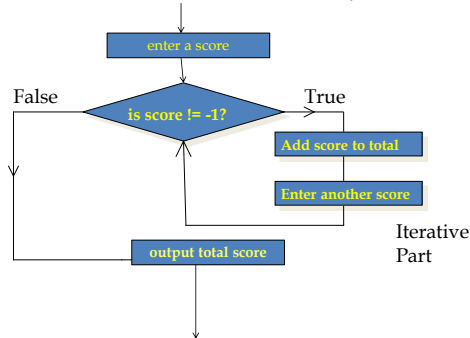 enter a score
False
True
is score != -1?
Add score to total
Enter another score
Iterative
Part
output total score